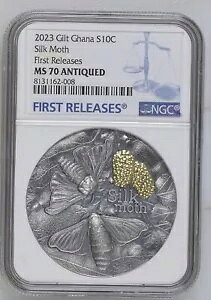 2023 Gilt Ghana S10C
Silk Moth
First Releases
MS 70 ANTIQUED
8131162-008
FIRST RELEASES
NGC
Silk
moth